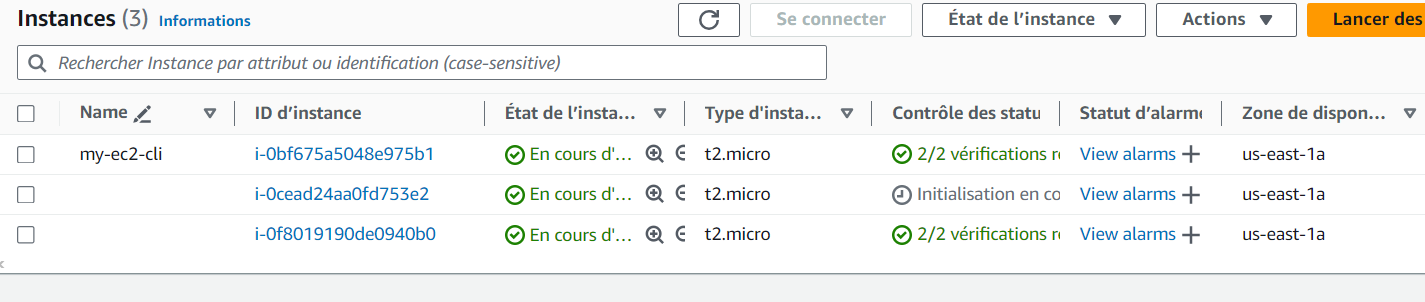 Instances (3) Informations Se connecter État de l'instance Actions Lancer des
Rechercher Instance par attribut ou identification (case-sensitive)
Name ID d'instance État de l'insta... Type d'insta... Contrôle des statu Statut d'alarme Zone de dispon...
my-ec2-cli i-0bf675a5048e975b1 En cours d'... t2.micro 2/2 vérifications re View alarms us-east-1a
i-0cead24aa0fd753e2 En cours d'... t2.micro Initialisation en co View alarms us-east-1a
i-0f8019190de0940b0 En cours d'... t2.micro 2/2 vérifications re View alarms us-east-1a